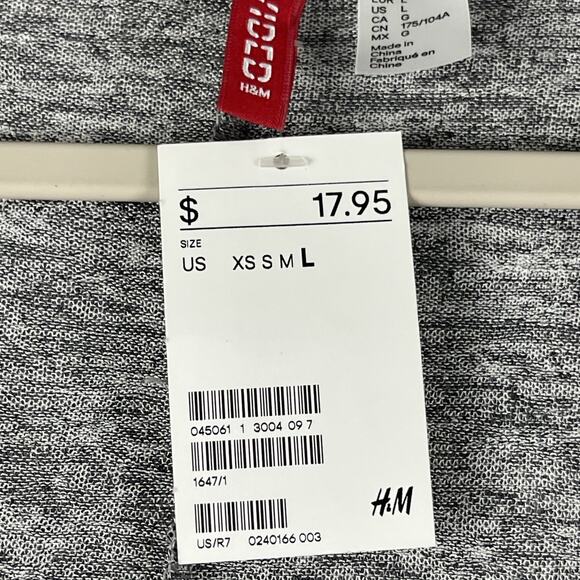 H&M
EUR L
US L
CA G
CN 175/104A
MX G
Made in
China
Fabriqué en
Chine
$ 17.95
SIZE
US XS S M L
045061 1 3004 09 7
1647/1
US/R7 0240166 003
H&M